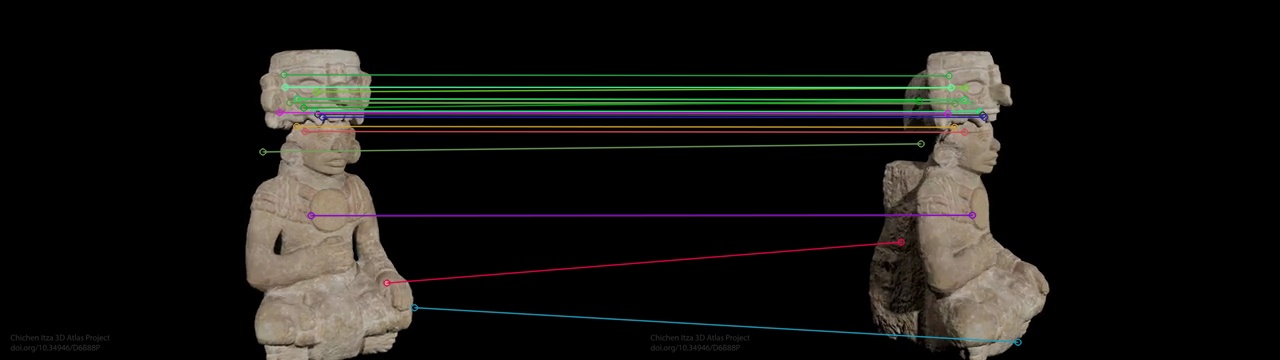 Chichen Itza 3D Atlas Project
doi.org/10.34946/D6B88P
Chichen Itza 3D Atlas Project
doi.org/10.34946/D6B88P